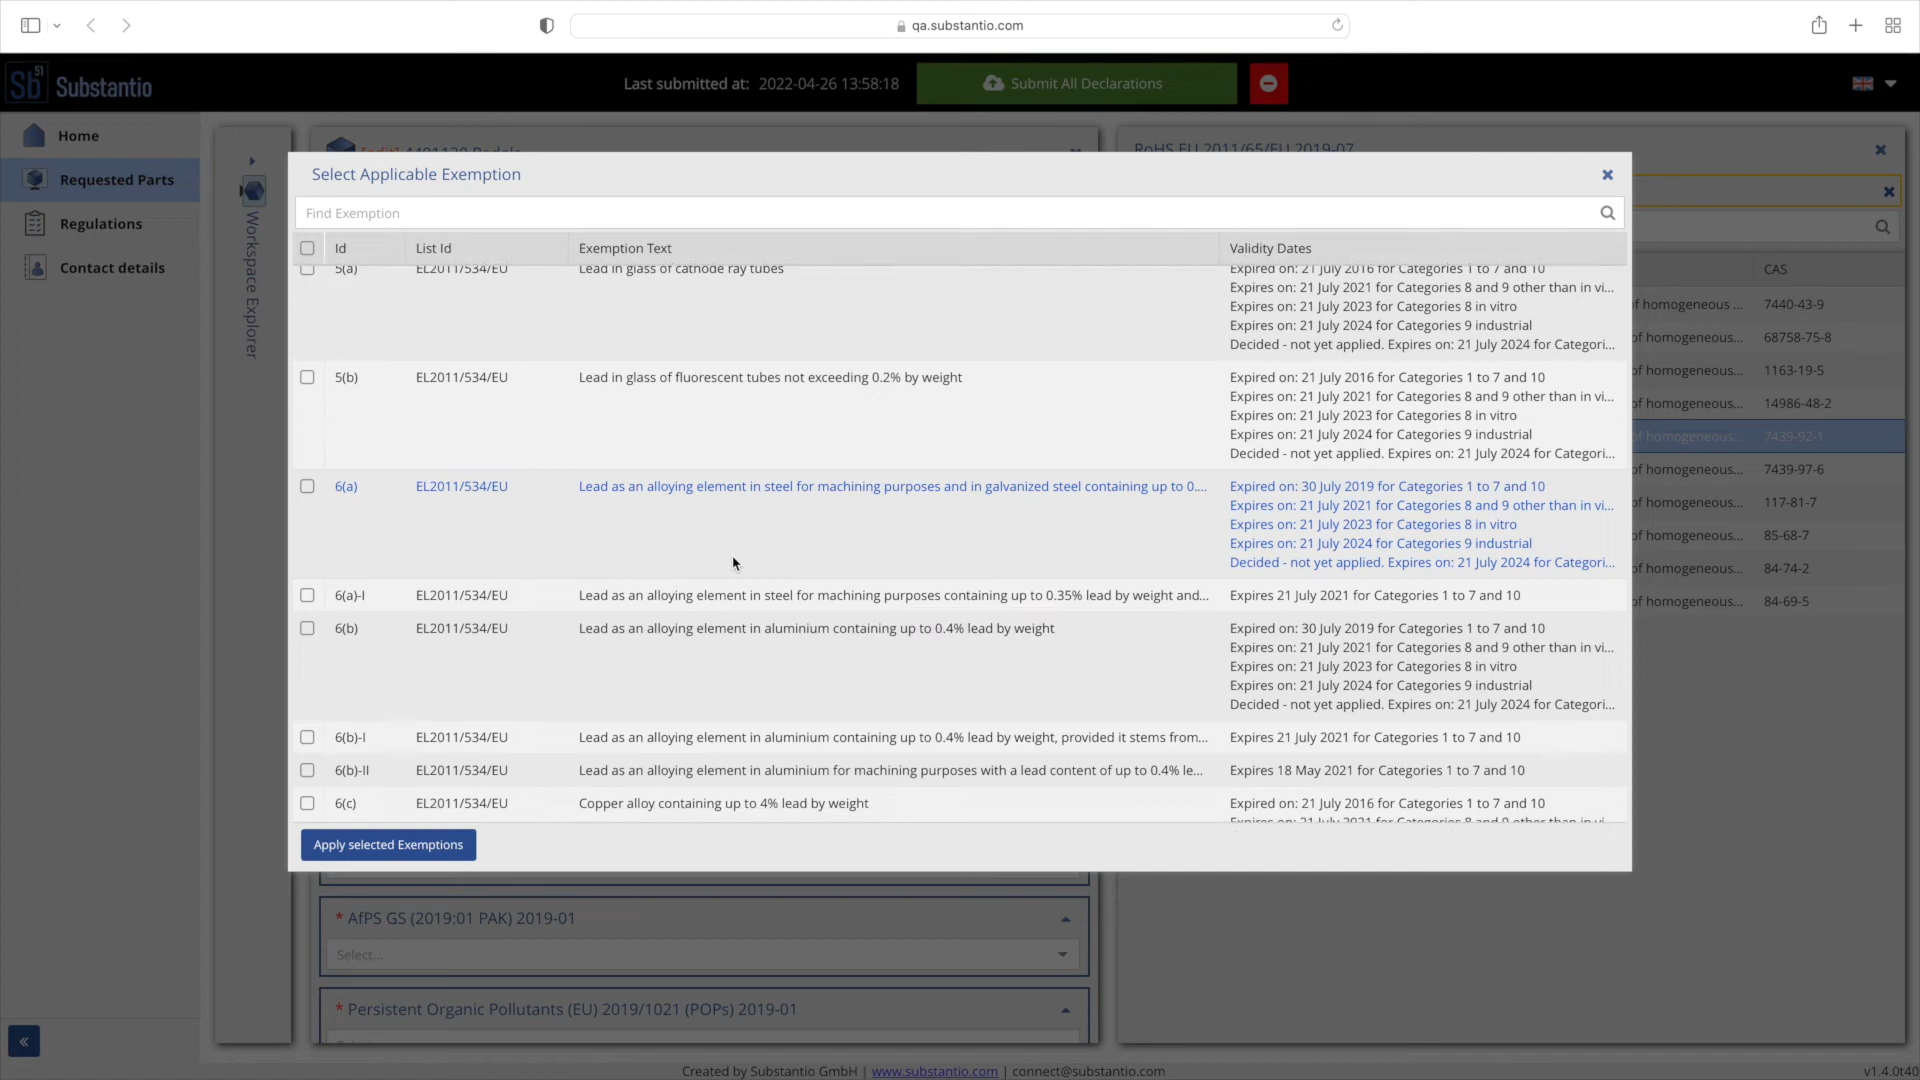 qa.substantio.com
Sb 51 Substantio
Last submitted at: 2022-04-26 13:58:18
Submit All Declarations
Home
Requested Parts
Regulations
Contact details
Workspace Explorer
RoHS EU 2011/65/EU 2019-07
Select Applicable Exemption
Find Exemption
Id List Id Exemption Text Validity Dates
5(a) EL2011/534/EU Lead in glass of cathode ray tubes Expired on: 21 July 2016 for Categories 1 to 7 and 10
Expires on: 21 July 2021 for Categories 8 and 9 other than in vi...
Expires on: 21 July 2023 for Categories 8 in vitro
Expires on: 21 July 2024 for Categories 9 industrial
Decided - not yet applied. Expires on: 21 July 2024 for Categori...
5(b) EL2011/534/EU Lead in glass of fluorescent tubes not exceeding 0.2% by weight Expired on: 21 July 2016 for Categories 1 to 7 and 10
Expires on: 21 July 2021 for Categories 8 and 9 other than in vi...
Expires on: 21 July 2023 for Categories 8 in vitro
Expires on: 21 July 2024 for Categories 9 industrial
Decided - not yet applied. Expires on: 21 July 2024 for Categori...
6(a) EL2011/534/EU Lead as an alloying element in steel for machining purposes and in galvanized steel containing up to 0.... Expired on: 30 July 2019 for Categories 1 to 7 and 10
Expires on: 21 July 2021 for Categories 8 and 9 other than in vi...
Expires on: 21 July 2023 for Categories 8 in vitro
Expires on: 21 July 2024 for Categories 9 industrial
Decided - not yet applied. Expires on: 21 July 2024 for Categori...
6(a)-I EL2011/534/EU Lead as an alloying element in steel for machining purposes containing up to 0.35% lead by weight and... Expires 21 July 2021 for Categories 1 to 7 and 10
6(b) EL2011/534/EU Lead as an alloying element in aluminium containing up to 0.4% lead by weight Expired on: 30 July 2019 for Categories 1 to 7 and 10
Expires on: 21 July 2021 for Categories 8 and 9 other than in vi...
Expires on: 21 July 2023 for Categories 8 in vitro
Expires on: 21 July 2024 for Categories 9 industrial
Decided - not yet applied. Expires on: 21 July 2024 for Categori...
6(b)-I EL2011/534/EU Lead as an alloying element in aluminium containing up to 0.4% lead by weight, provided it stems from... Expires 21 July 2021 for Categories 1 to 7 and 10
6(b)-II EL2011/534/EU Lead as an alloying element in aluminium for machining purposes with a lead content of up to 0.4% le... Expires 18 May 2021 for Categories 1 to 7 and 10
6(c) EL2011/534/EU Copper alloy containing up to 4% lead by weight Expired on: 21 July 2016 for Categories 1 to 7 and 10
Apply selected Exemptions
CAS
of homogeneous ... 7440-43-9
of homogeneous... 68758-75-8
of homogeneous... 1163-19-5
of homogeneous... 14986-48-2
of homogeneous... 7439-92-1
of homogeneous... 7439-97-6
of homogeneous... 117-81-7
of homogeneous... 85-68-7
of homogeneous... 84-74-2
of homogeneous... 84-69-5
* AfPS GS (2019:01 PAK) 2019-01
Select...
* Persistent Organic Pollutants (EU) 2019/1021 (POPs) 2019-01
Created by Substantio GmbH | www.substantio.com | connect@substantio.com
v1.4.0t40